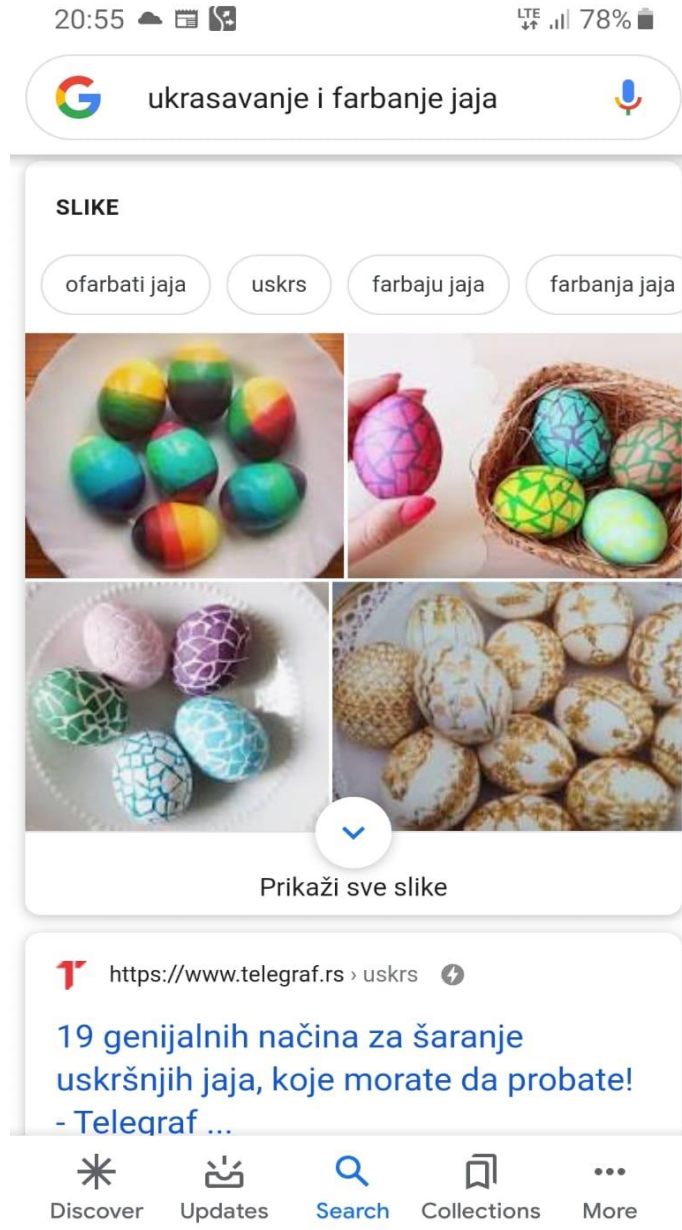 20:55
LTE
78%
ukrasavanje i farbanje jaja
SLIKE
ofarbati jaja
uskrs
farbaju jaja
farbanja jaja
Prikaži sve slike
https://www.telegraf.rs › uskrs
19 genijalnih načina za šaranje
uskršnjih jaja, koje morate da probate!
- Telegraf ...
Discover
Updates
Search
Collections
More